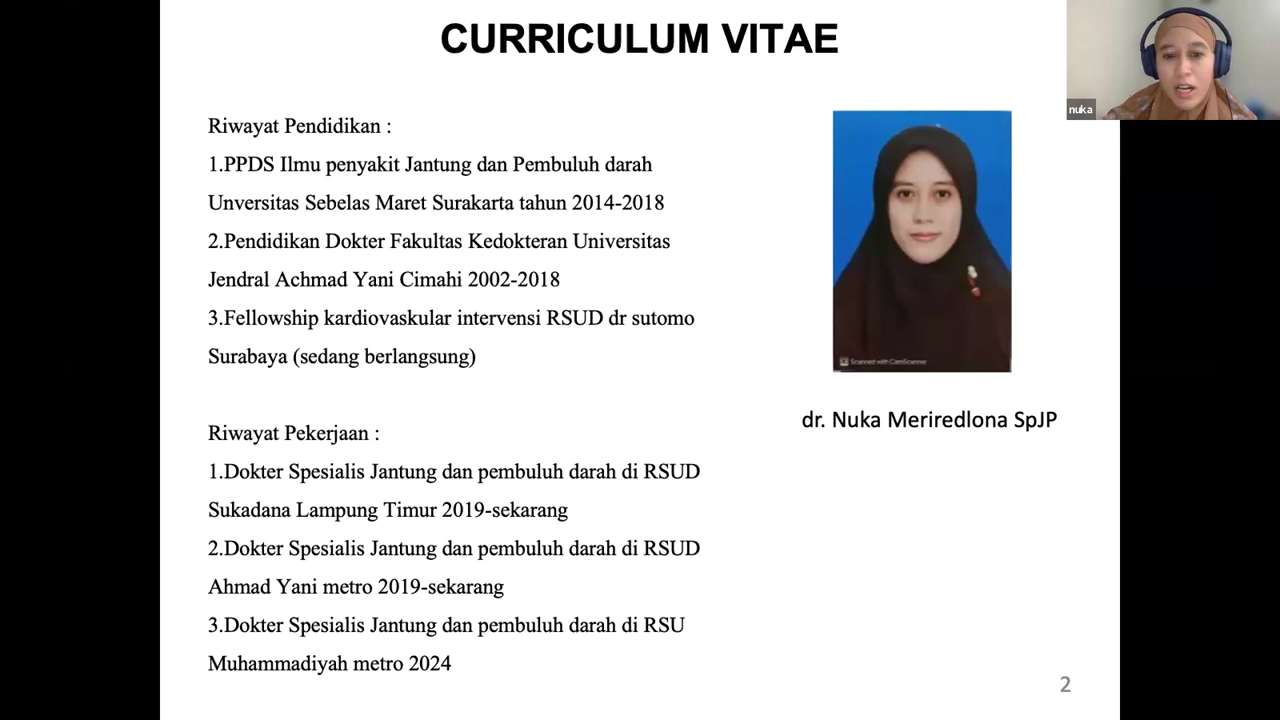 CURRICULUM VITAE
nuka
Riwayat Pendidikan :
1.PPDS Ilmu penyakit Jantung dan Pembuluh darah
Unversitas Sebelas Maret Surakarta tahun 2014-2018
2.Pendidikan Dokter Fakultas Kedokteran Universitas
Jendral Achmad Yani Cimahi 2002-2018
3.Fellowship kardiovaskular intervensi RSUD dr sutomo
Surabaya (sedang berlangsung)
Scanned with CamScanner
dr. Nuka Meriredlona SpJP
Riwayat Pekerjaan :
1.Dokter Spesialis Jantung dan pembuluh darah di RSUD
Sukadana Lampung Timur 2019-sekarang
2.Dokter Spesialis Jantung dan pembuluh darah di RSUD
Ahmad Yani metro 2019-sekarang
3.Dokter Spesialis Jantung dan pembuluh darah di RSU
Muhammadiyah metro 2024
2